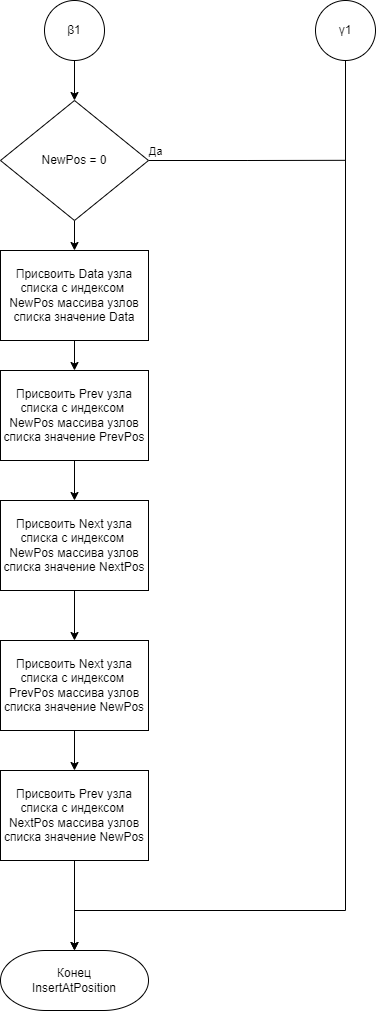 β1
γ1
NewPos = 0
Да
Присвоить Data узла
списка с индексом
NewPos массива узлов
списка значение Data
Присвоить Prev узла
списка с индексом
NewPos массива узлов
списка значение PrevPos
Присвоить Next узла
списка с индексом
NewPos массива узлов
списка значение NextPos
Присвоить Next узла
списка с индексом
PrevPos массива узлов
списка значение NewPos
Присвоить Prev узла
списка с индексом
NextPos массива узлов
списка значение NewPos
Конец
InsertAtPosition